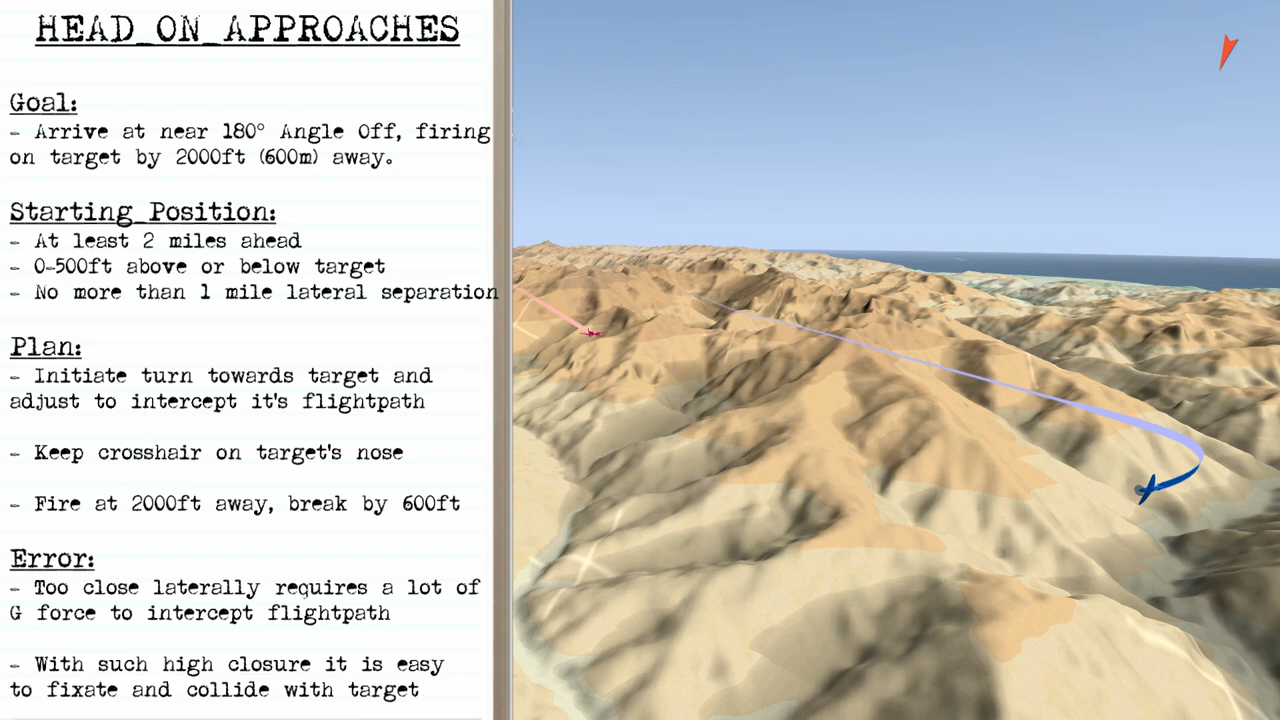 HEAD_ON_APPROACHES
Goal:
- Arrive at near 180° Angle Off, firing
on target by 2000ft (600m) away.
Starting Position:
- At least 2 miles ahead
- 0-500ft above or below target
- No more than 1 mile lateral separation
Plan:
- Initiate turn towards target and
adjust to intercept it's flightpath
- Keep crosshair on target's nose
- Fire at 2000ft away, break by 600ft
Error:
- Too close laterally requires a lot of
G force to intercept flightpath
- With such high closure it is easy
to fixate and collide with target